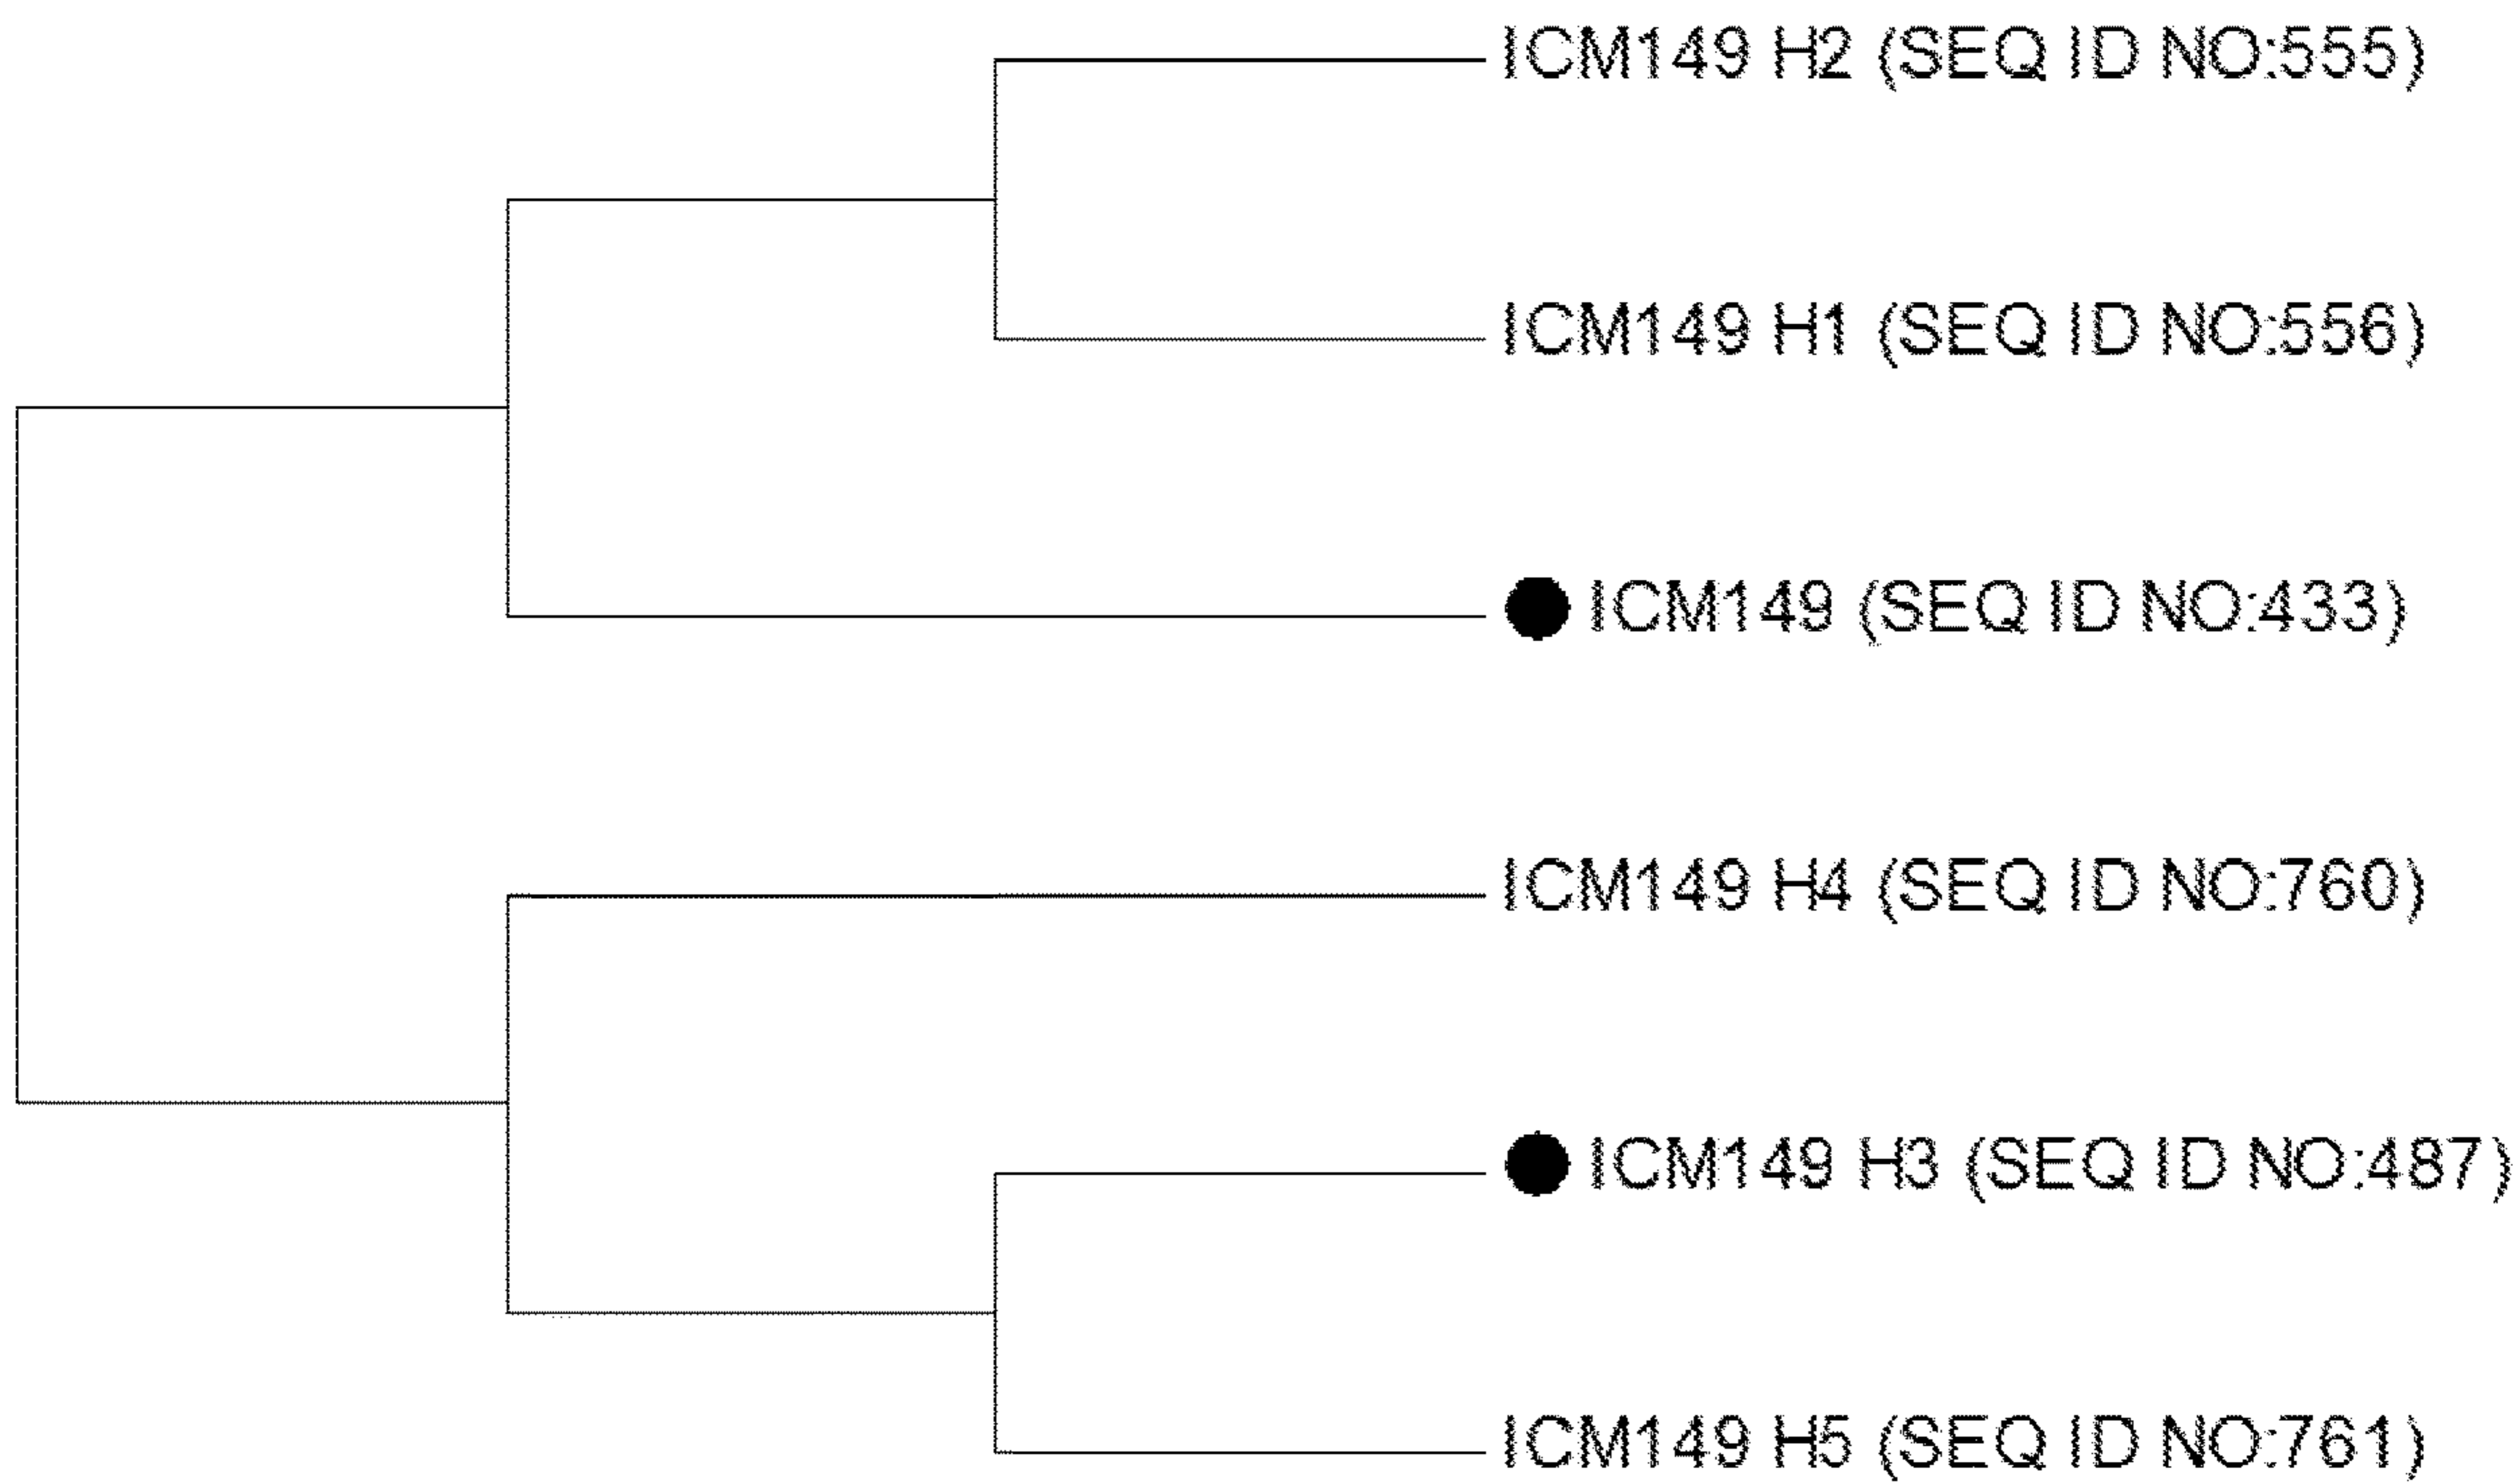 ICM149 H2 (SEQ ID NO:555)
ICM149 H1 (SEQ ID NO:556)
ICM149 (SEQ ID NO:433)
ICM149 H4 (SEQ ID NO:760)
ICM149 H3 (SEQ ID NO:487)
ICM149 H5 (SEQ ID NO:761)